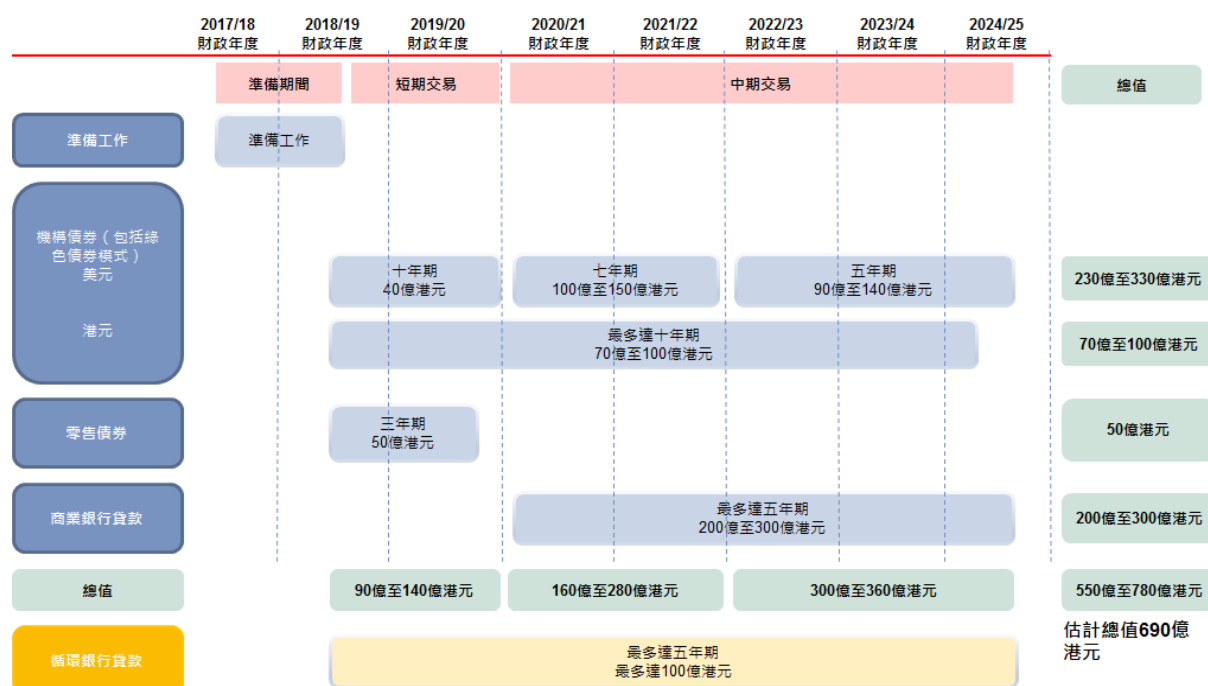 2017/18
財政年度
2018/19
財政年度
2019/20
財政年度
2020/21
財政年度
2021/22
財政年度
2022/23
財政年度
2023/24
財政年度
2024/25
財政年度
準備期間
短期交易
中期交易
總值
準備工作
準備工作
機構債券（包括綠
色債券模式）
美元
十年期
40億港元
七年期
100億至150億港元
五年期
90億至140億港元
230億至330億港元
港元
最多達十年期
70億至100億港元
70億至100億港元
零售債券
三年期
50億港元
50億港元
商業銀行貸款
最多達五年期
200億至300億港元
200億至300億港元
總值
90億至140億港元
160億至280億港元
300億至360億港元
550億至780億港元
循環銀行貸款
最多達五年期
最多達100億港元
估計總值690億
港元